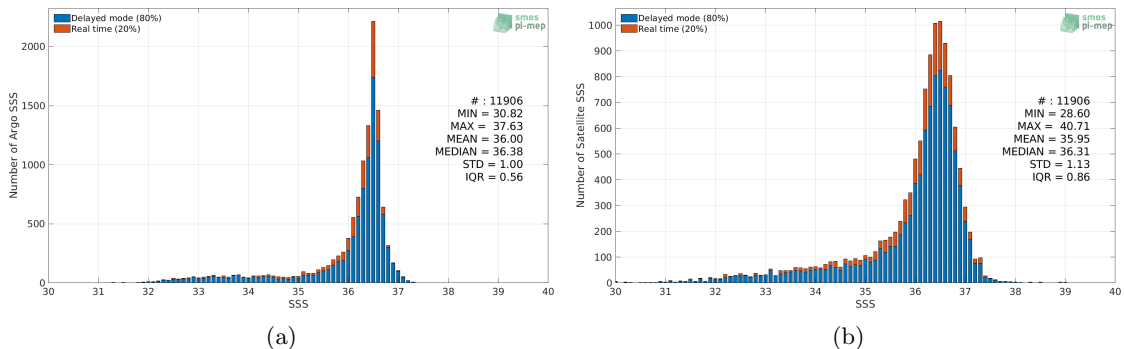 Delayed mode (80%)
Real time (20%)
smos
pi-mep
Number of Argo SSS
2000
1500
1000
500
0
# : 11906
MIN = 30.82
MAX = 37.63
MEAN = 36.00
MEDIAN = 36.38
STD = 1.00
IQR = 0.56
30 31 32 33 34 35 36 37 38 39 40
SSS
(a)
Delayed mode (80%)
Real time (20%)
smos
pi-mep
Number of Satellite SSS
1000
900
800
700
600
500
400
300
200
100
0
# : 11906
MIN = 28.60
MAX = 40.71
MEAN = 35.95
MEDIAN = 36.31
STD = 1.13
IQR = 0.86
30 31 32 33 34 35 36 37 38 39 40
SSS
(b)